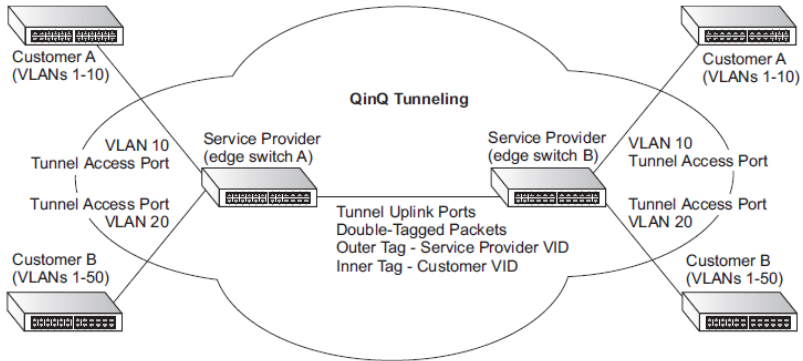 Customer A
(VLANs 1-10)
Customer A
(VLANs 1-10)
QinQ Tunneling
VLAN 10
Tunnel Access Port
Service Provider
(edge switch A)
Service Provider
(edge switch B)
VLAN 10
Tunnel Access Port
Tunnel Access Port
VLAN 20
Tunnel Uplink Ports
Double-Tagged Packets
Outer Tag - Service Provider VID
Inner Tag - Customer VID
Tunnel Access Port
VLAN 20
Customer B
(VLANs 1-50)
Customer B
(VLANs 1-50)